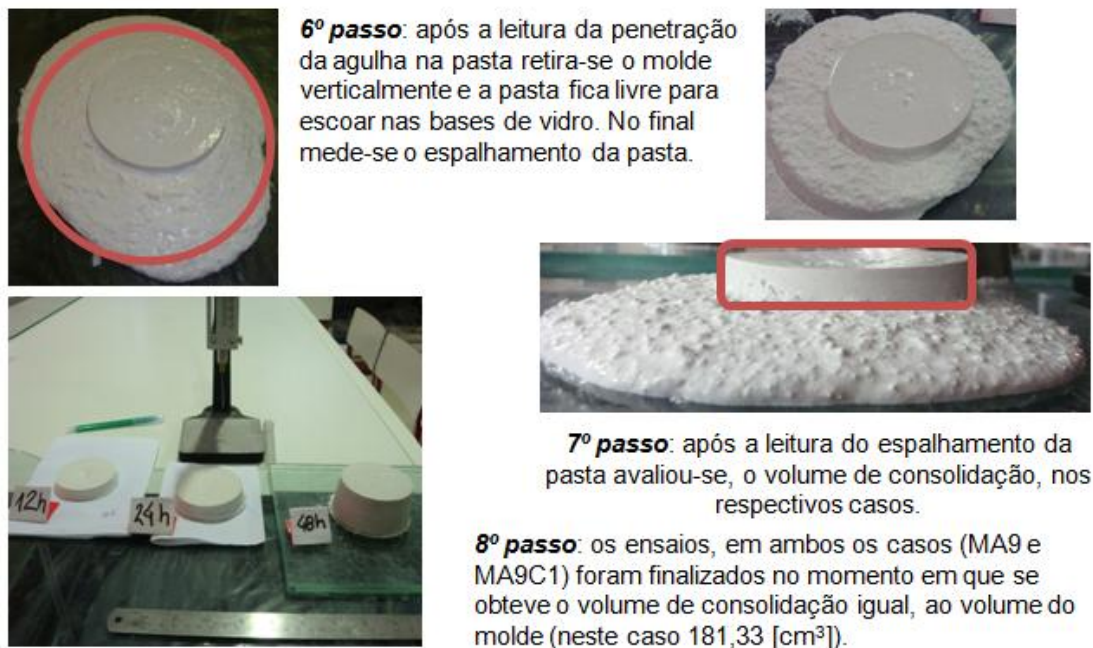 6º passo: após a leitura da penetração
da agulha na pasta retira-se o molde
verticalmente e a pasta fica livre para
escoar nas bases de vidro. No final
mede-se o espalhamento da pasta.
7º passo: após a leitura do espalhamento da
pasta avaliou-se, o volume de consolidação, nos
respectivos casos.
12h
24h
48h
8º passo: os ensaios, em ambos os casos (MA9 e
MA9C1) foram finalizados no momento em que se
obteve o volume de consolidação igual, ao volume do
molde (neste caso 181,33 [cm³]).